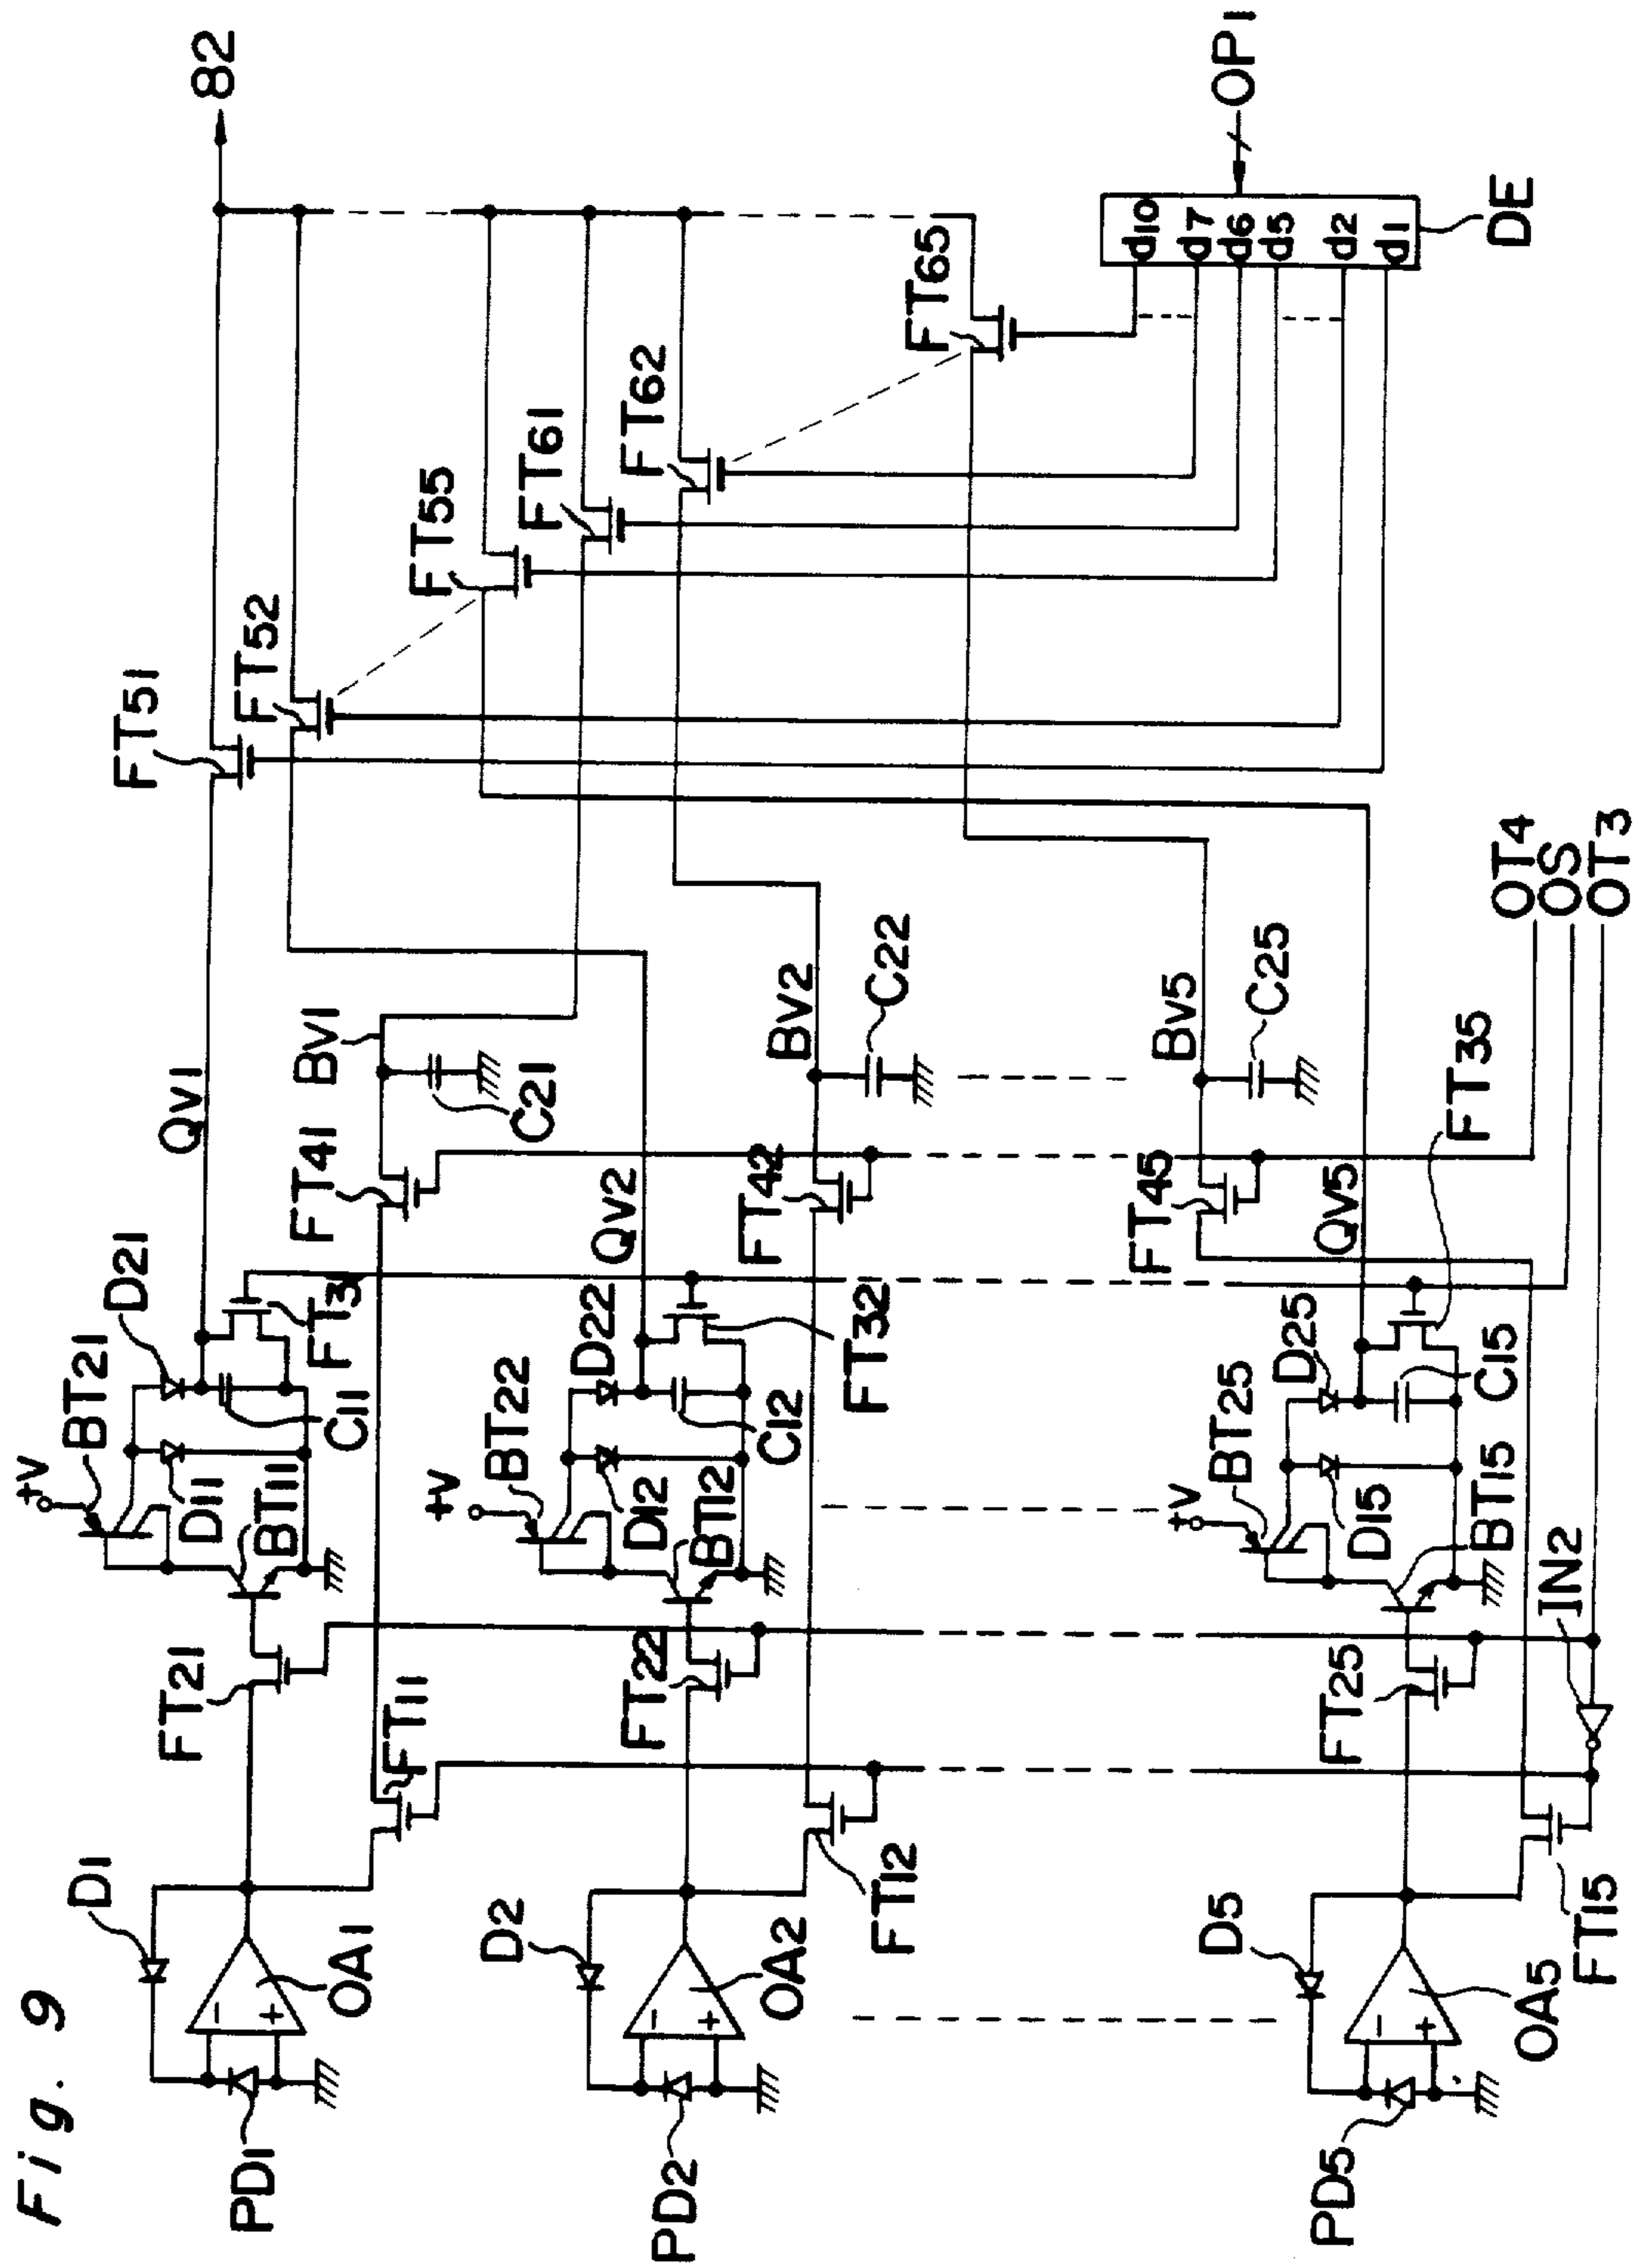 Fig. 9
PD1
D1
OA1
FT21
FT11
+V
BT21
D11
BT11
D21
C11
FT3
FT41
Qv1
Bv1
C21
FT51
FT52
FT55
FT61
FT62
FT65
82
PD2
D2
OA2
FT12
FT22
+V
BT22
D12
BT12
D22
C12
FT32
Qv2
FT42
Bv2
C22
PD5
D5
OA5
FT15
FT25
IN2
+V
BT25
D15
BT15
D25
C15
FT35
Qv5
FT45
Bv5
C25
OT4
OS
OT3
d10
d7
d6
d5
d2
d1
DE
OP1